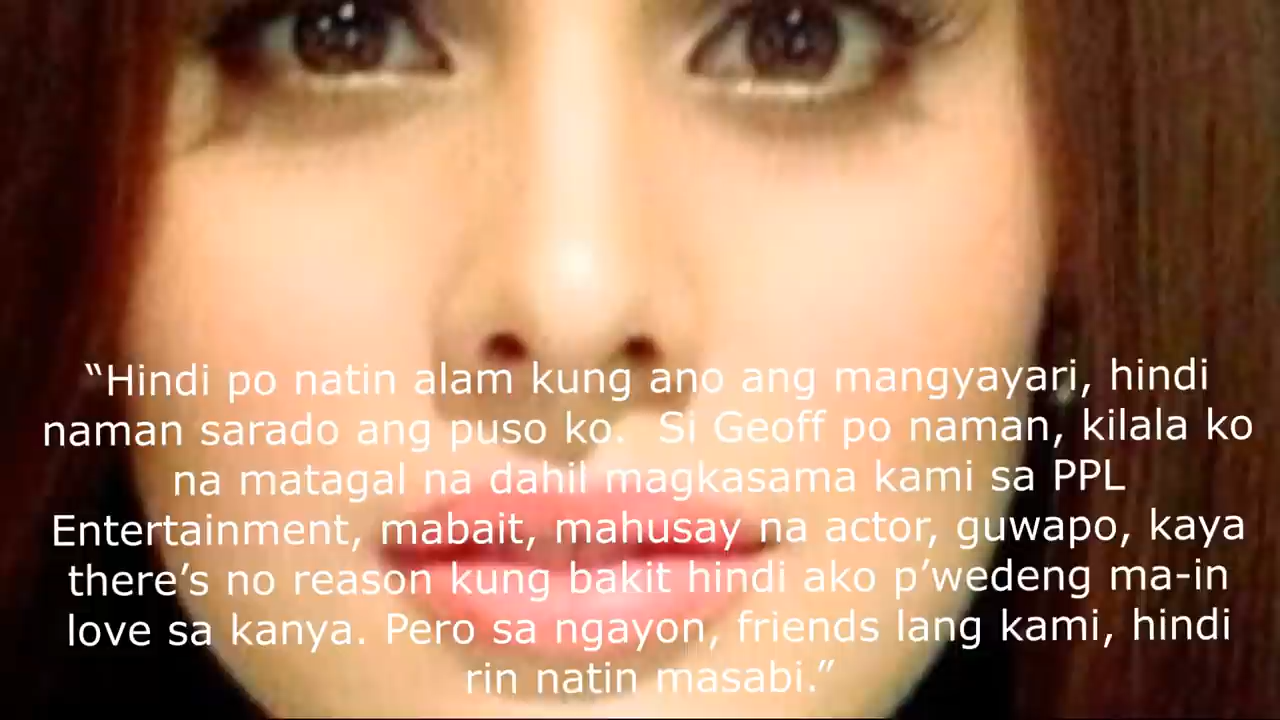 “Hindi po natin alam kung ano ang mangyayari, hindi
naman sarado ang puso ko.  Si Geoff po naman, kilala ko
na matagal na dahil magkasama kami sa PPL
Entertainment, mabait, mahusay na actor, guwapo, kaya
there’s no reason kung bakit hindi ako p’wedeng ma-in
love sa kanya. Pero sa ngayon, friends lang kami, hindi
rin natin masabi.”